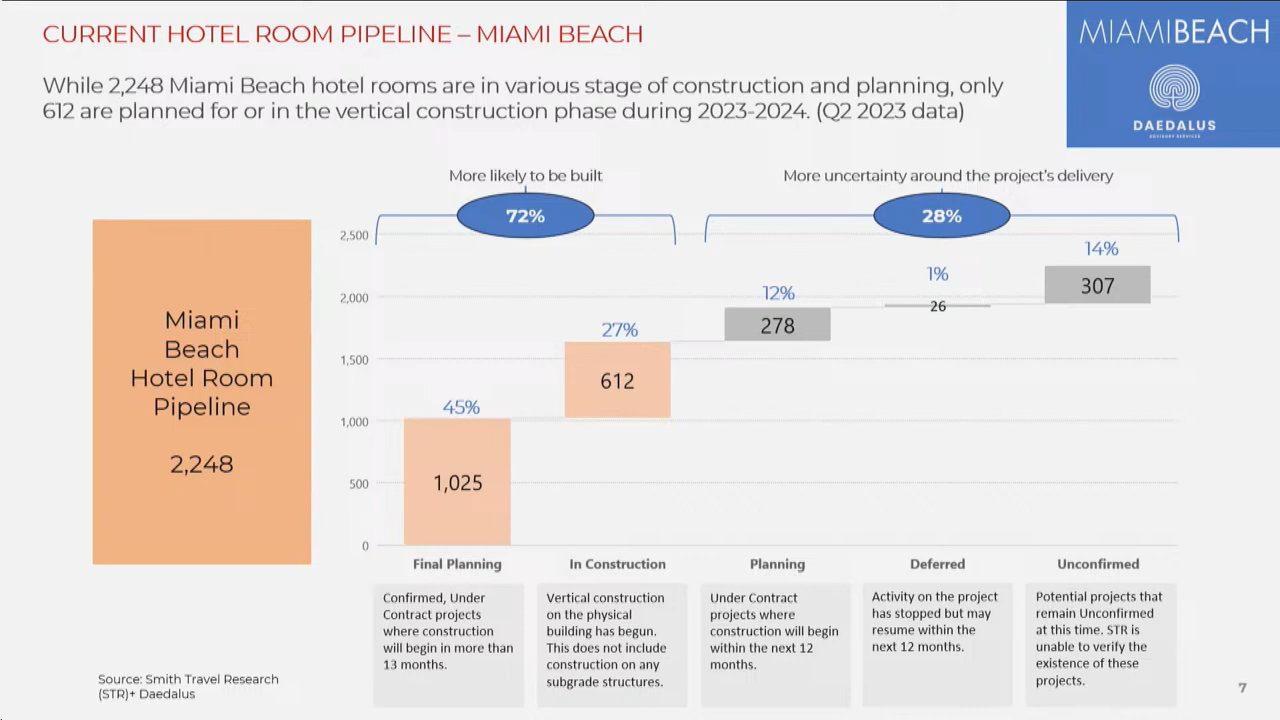 CURRENT HOTEL ROOM PIPELINE – MIAMI BEACH
MIAMIBEACH
DAEDALUS
ADVISORY SERVICES
While 2,248 Miami Beach hotel rooms are in various stage of construction and planning, only
612 are planned for or in the vertical construction phase during 2023-2024. (Q2 2023 data)
More likely to be built
More uncertainty around the project's delivery
72%
28%
Miami
Beach
Hotel Room
Pipeline
2,248
2,500
2,000
1,500
1,000
500
0
45%
1,025
27%
612
12%
278
1%
26
14%
307
Final Planning
In Construction
Planning
Deferred
Unconfirmed
Confirmed, Under
Contract projects
where construction
will begin in more than
13 months.
Vertical construction
on the physical
building has begun.
This does not include
construction on any
subgrade structures.
Under Contract
projects where
construction will begin
within the next 12
months.
Activity on the project
has stopped but may
resume within the
next 12 months.
Potential projects that
remain Unconfirmed
at this time. STR is
unable to verify the
existence of these
projects.
Source: Smith Travel Research
(STR)+ Daedalus
7